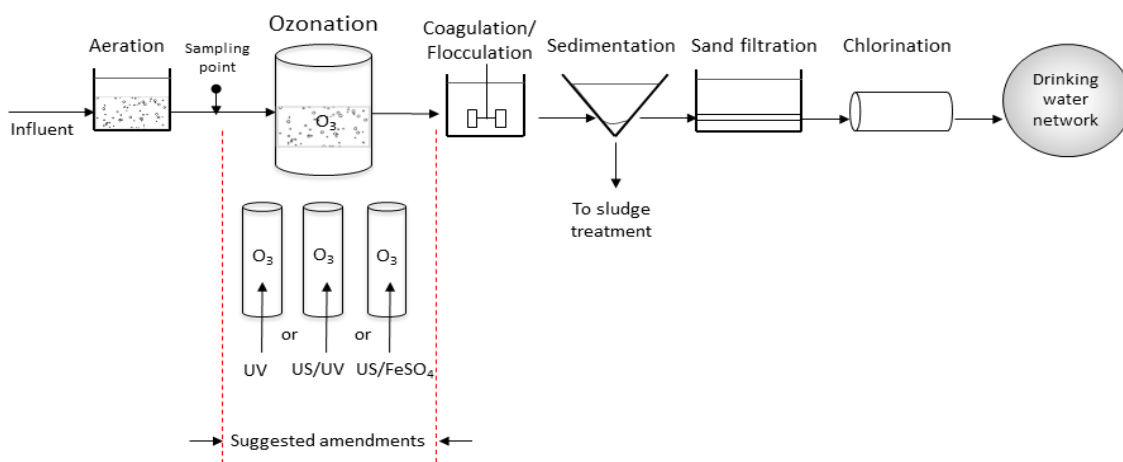 Aeration
Sampling
point
Ozonation
Coagulation/
Flocculation
Sedimentation
Sand filtration
Chlorination
Influent
O₃
Drinking
water
network
To sludge
treatment
O₃
O₃
O₃
or
or
UV
US/UV
US/FeSO₄
Suggested amendments